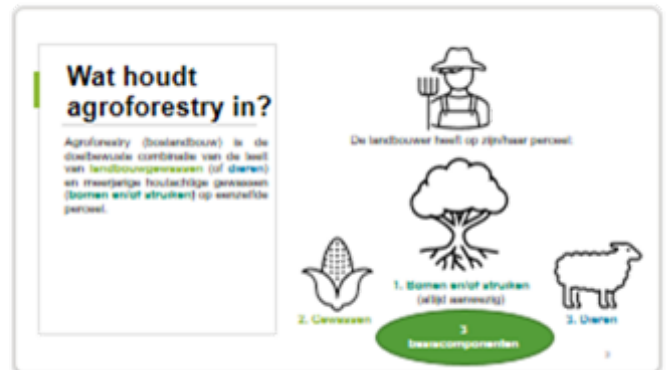 Wat houdt
agroforestry in?
Agroforestry (boslandbouw) is de
doelbewuste combinatie van de teelt
van landbouwgewassen (of dieren)
en meerjarige houtachtige gewassen
(bomen en/of struiken) op eenzelfde
perceel.
De landbouwer heeft op zijn/haar perceel:
1. Bomen en/of struiken
(altijd aanwezig)
2. Gewassen
3. Dieren
3
basiscomponenten